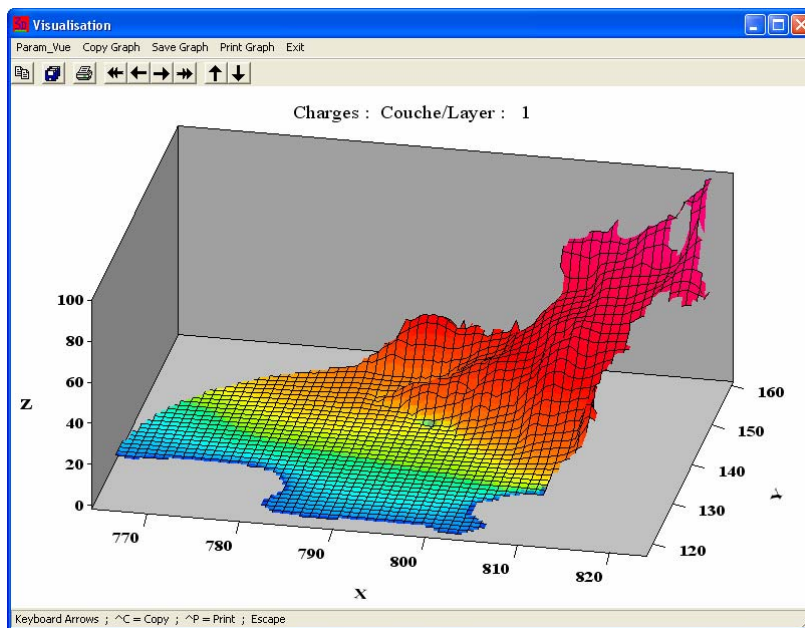 Visualisation
Param_Vue Copy Graph Save Graph Print Graph Exit
Charges : Couche/Layer : 1
100
80
60
40
20
0
Z
770
780
790
800
810
820
X
120
130
140
150
160
Y
Keyboard Arrows ; ^C = Copy ; ^P = Print ; Escape